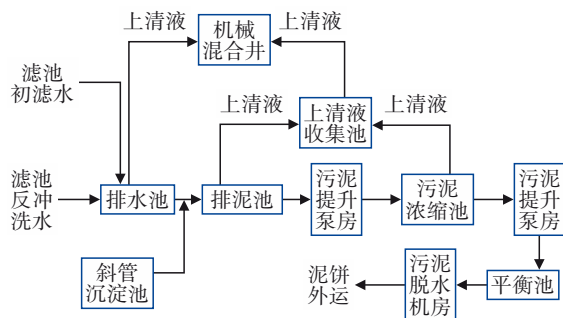 上清液
机械
混合井
上清液
滤池
初滤水
上清液
上清液
收集池
上清液
滤池
反冲
洗水
排水池
排泥池
污泥
提升
泵房
污泥
浓缩池
污泥
提升
泵房
斜管
沉淀池
泥饼
外运
污泥
脱水
机房
平衡池